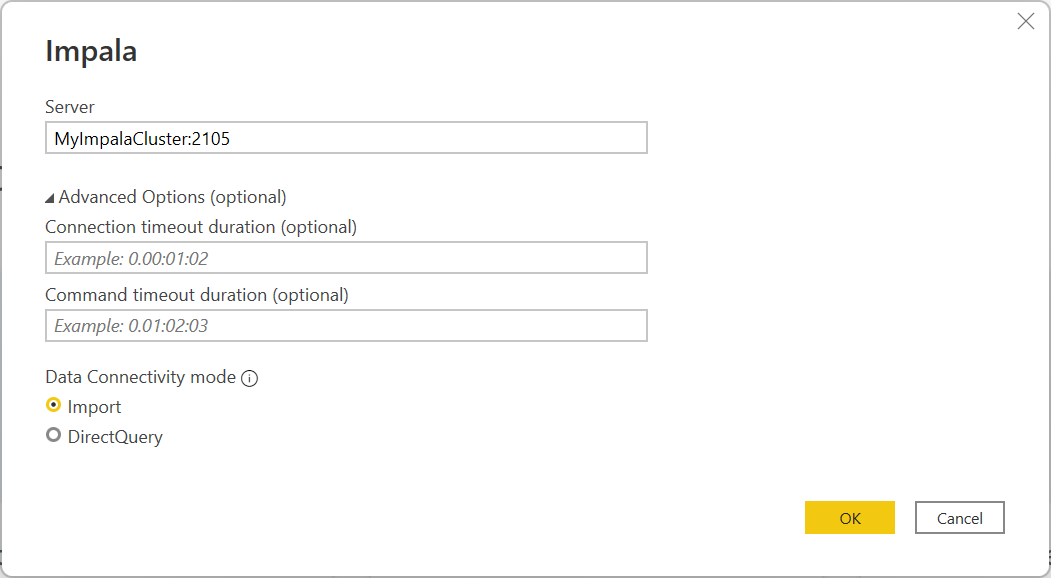 Impala
Server
MyImpalaCluster:2105
Advanced Options (optional)
Connection timeout duration (optional)
Example: 0.00:01:02
Command timeout duration (optional)
Example: 0.01:02:03
Data Connectivity mode
Import
DirectQuery
OK Cancel